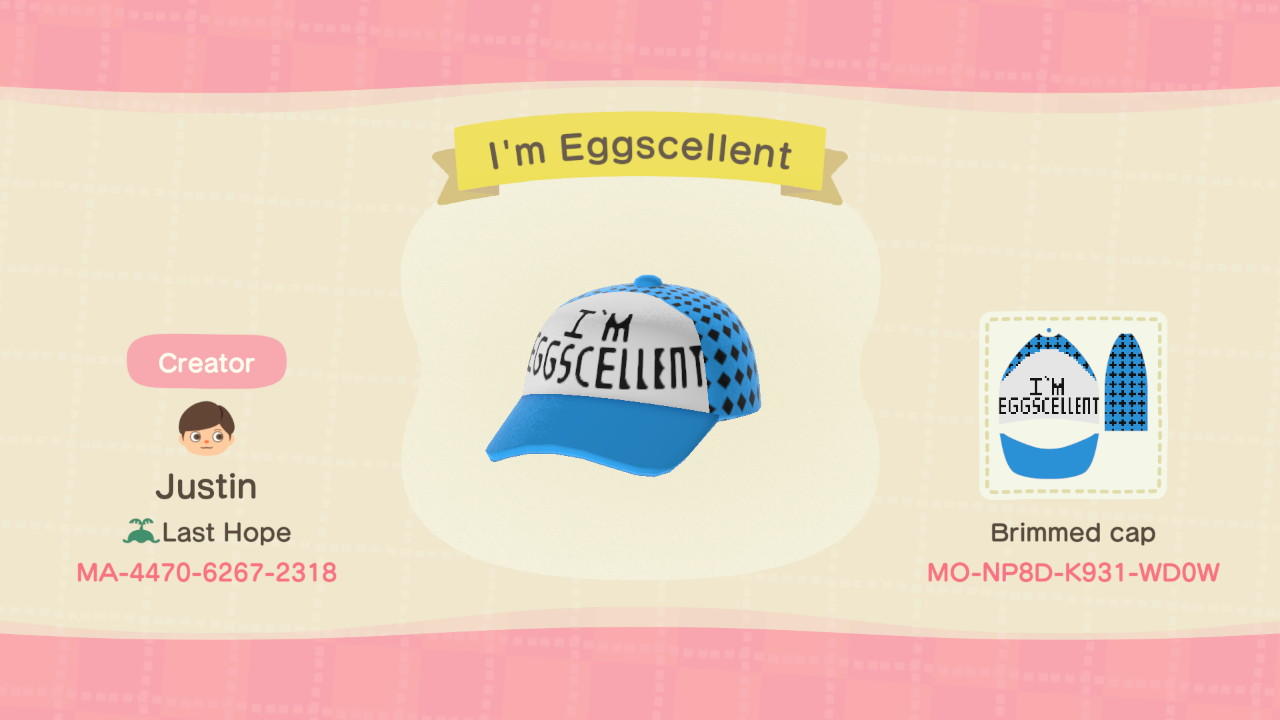 I'm Eggscellent
I'M
EGGSCELLENT
Creator
Justin
Last Hope
MA-4470-6267-2318
I'M
EGGSCELLENT
Brimmed cap
MO-NP8D-K931-WD0W